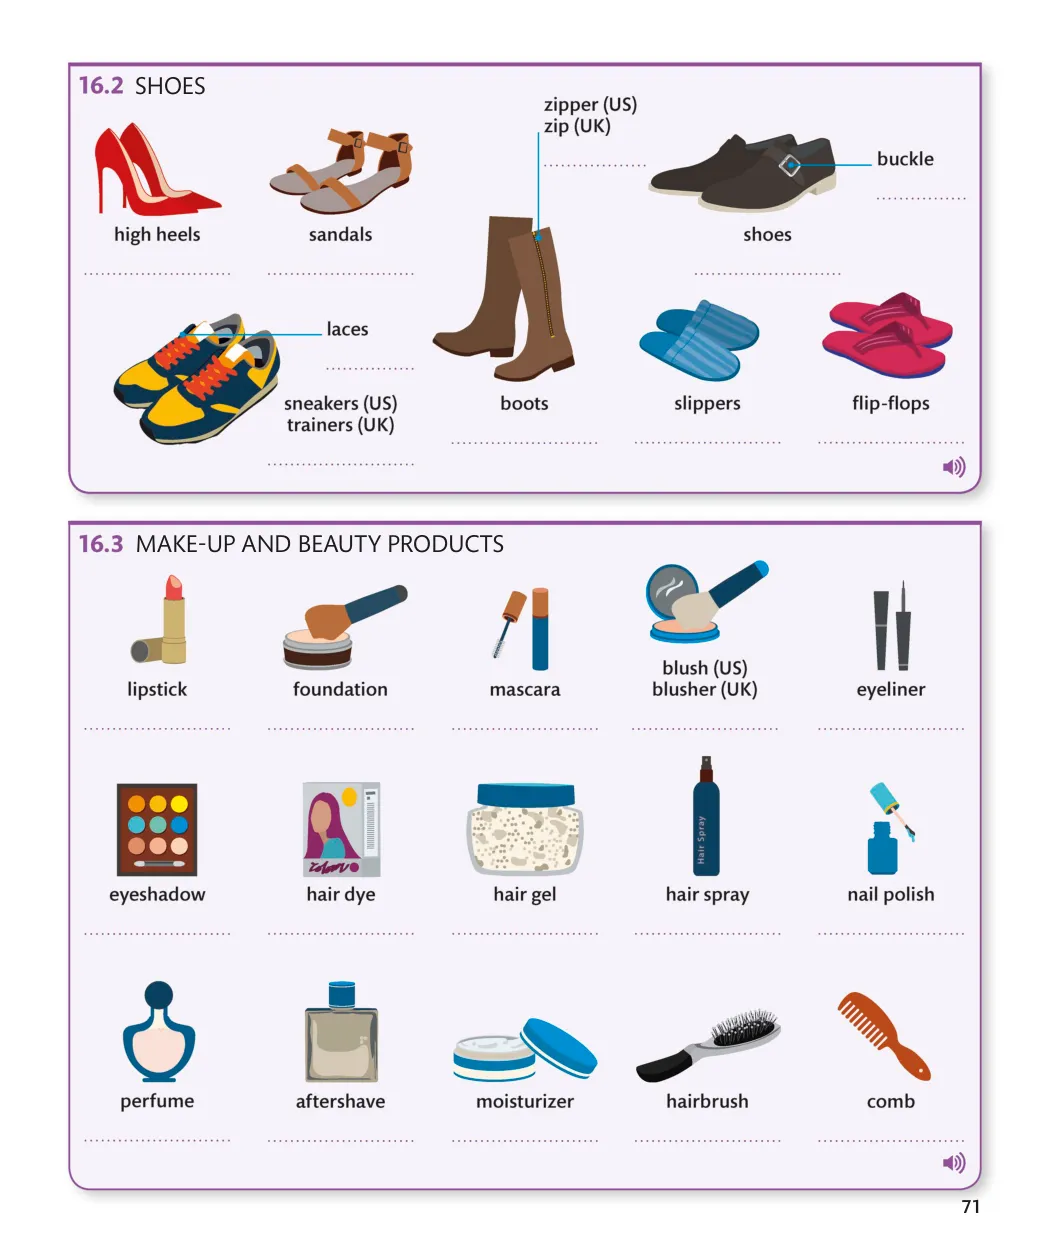 16.2 SHOES
zipper (US)
zip (UK)
buckle
high heels
sandals
shoes
laces
sneakers (US)
trainers (UK)
boots
slippers
flip-flops
16.3 MAKE-UP AND BEAUTY PRODUCTS
lipstick
foundation
mascara
blush (US)
blusher (UK)
eyeliner
Hair Spray
eyeshadow
hair dye
hair gel
hair spray
nail polish
perfume
aftershave
moisturizer
hairbrush
comb
71